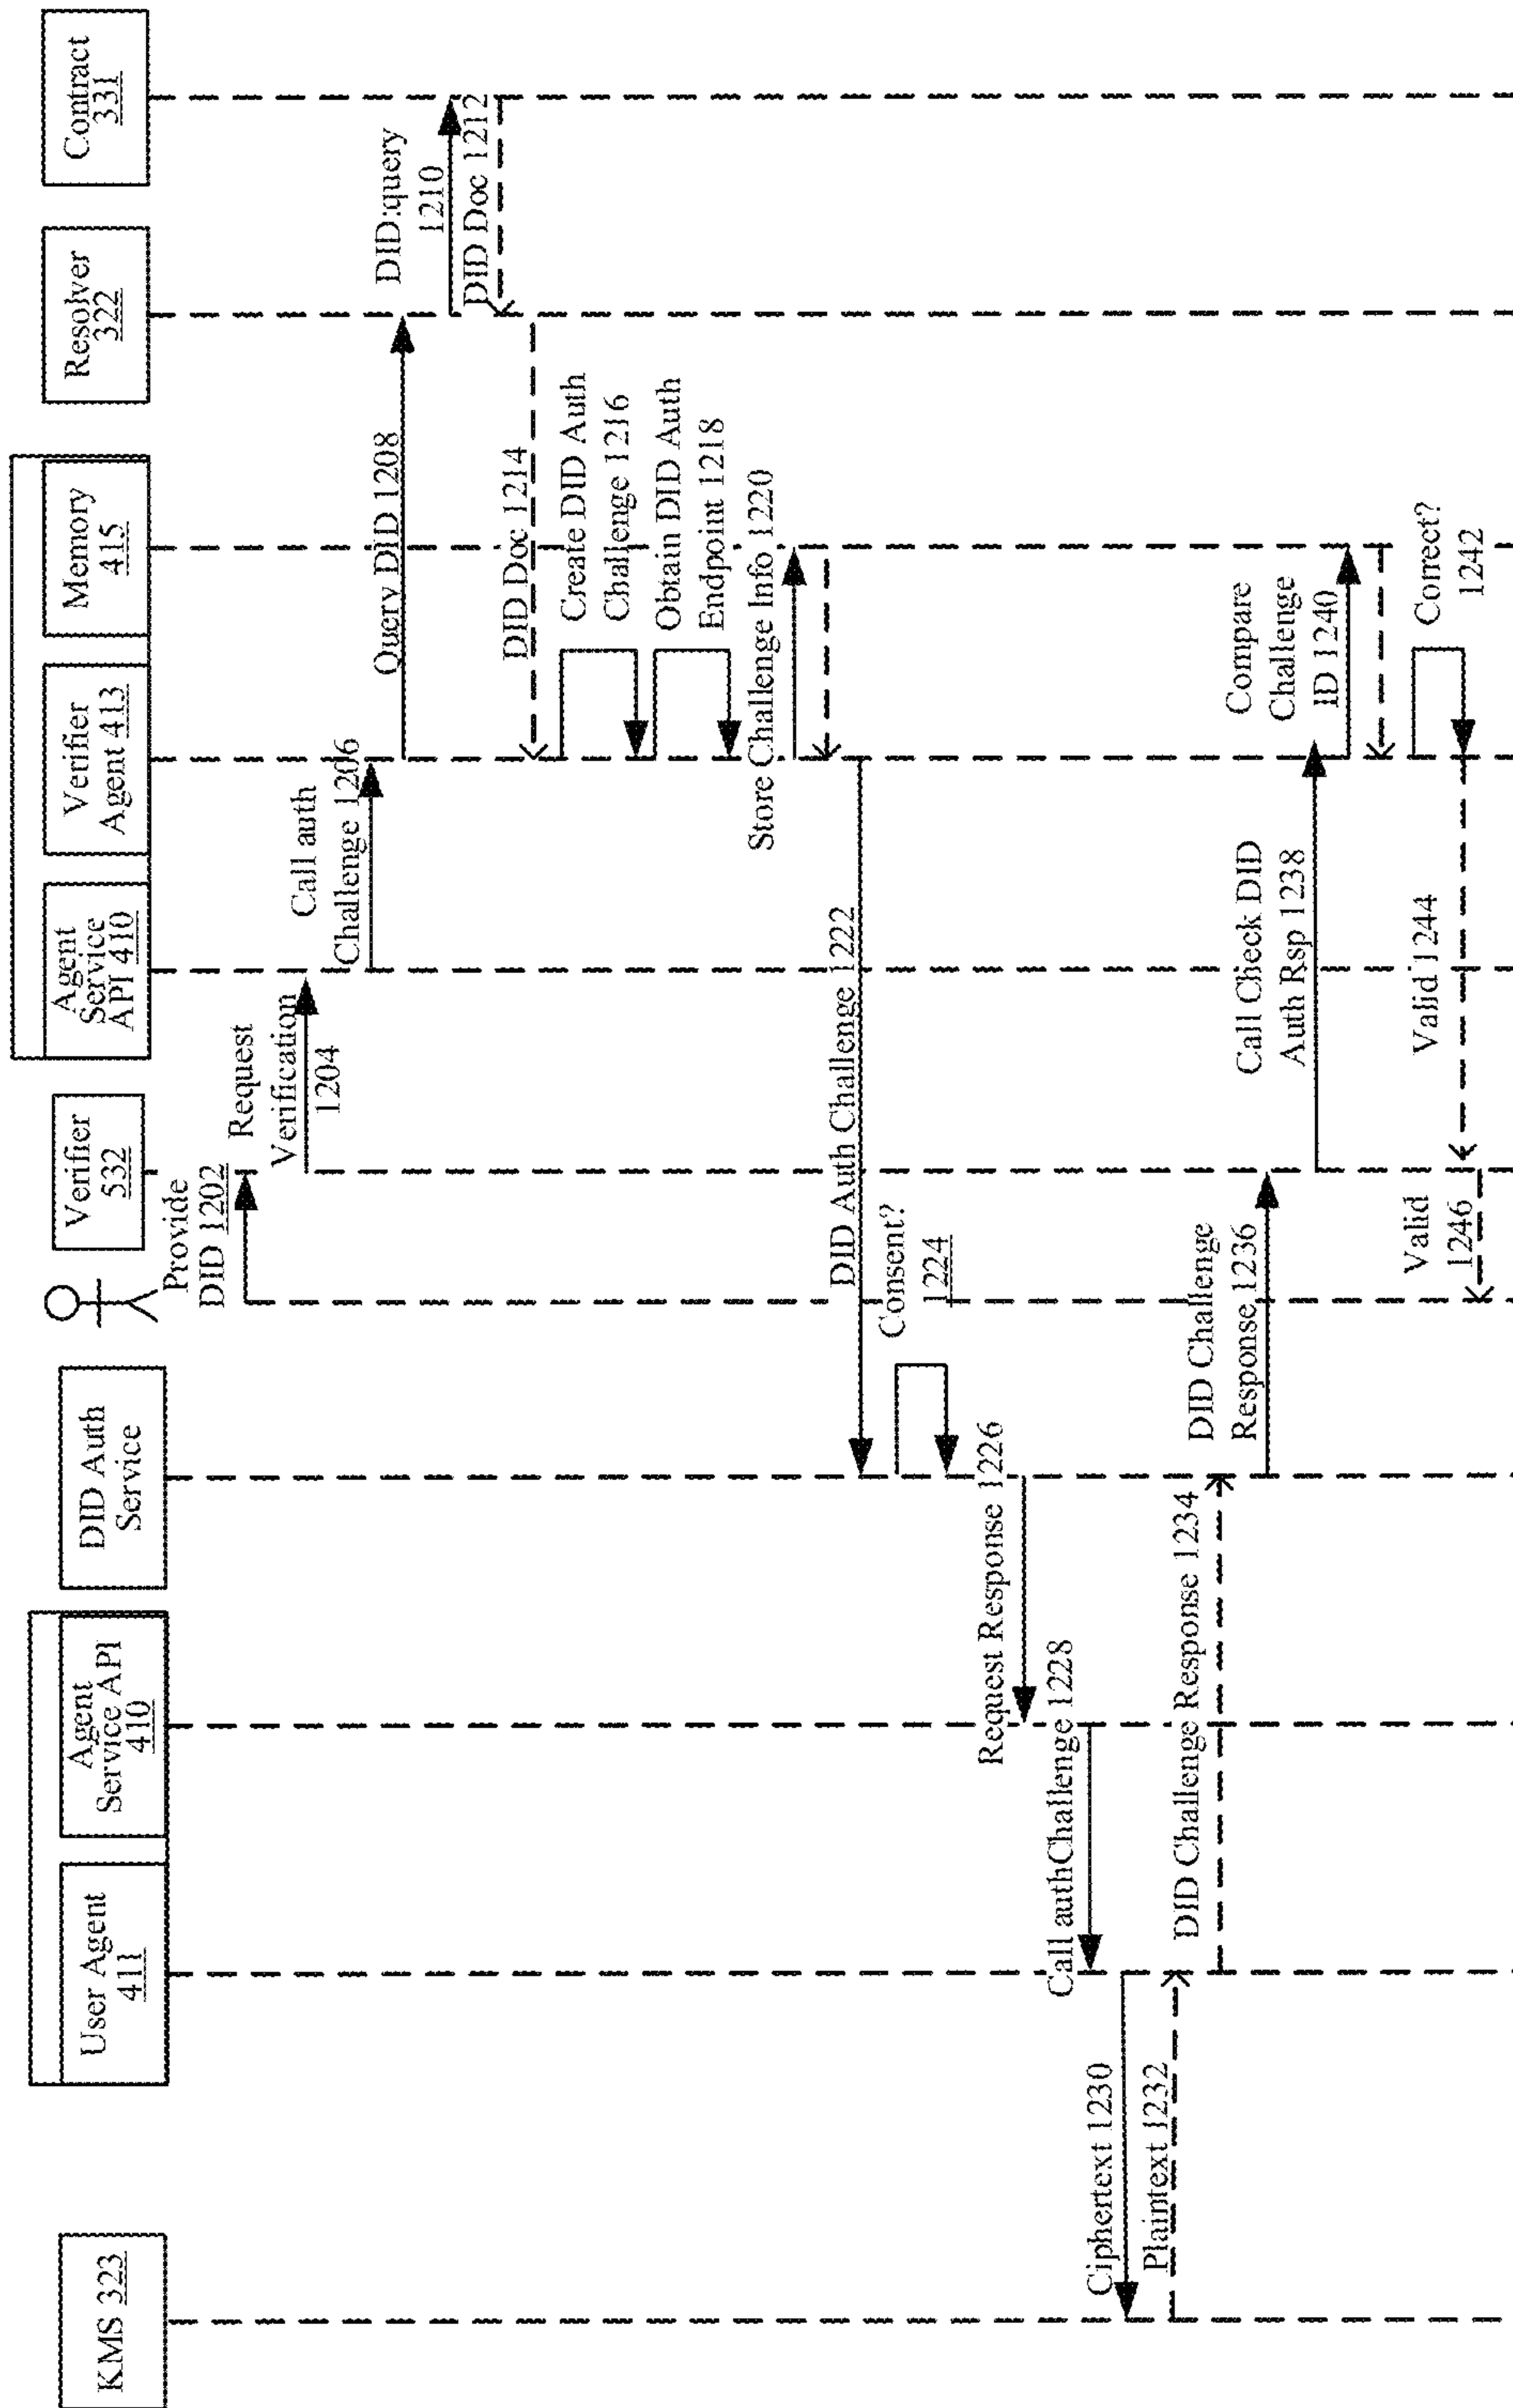 KMS 323
User Agent
411
Agent
Service API
410
DID Auth
Service
Verifier
532
Agent
Service
API 410
Verifier
Agent 413
Memory
415
Resolver
322
Contract
331
Provide
DID 1202
Request
Verification
1204
Call auth
Challenge 1206
Query DID 1208
DID:query
1210
DID Doc 1212
DID Doc 1214
Create DID Auth
Challenge 1216
Obtain DID Auth
Endpoint 1218
Store Challenge Info 1220
DID Auth Challenge 1222
Consent?
1224
Request Response 1226
Call authChallenge 1228
Ciphertext 1230
Plaintext 1232
DID Challenge Response 1234
DID Challenge
Response 1236
Call Check DID
Auth Rsp 1238
Compare
Challenge
ID 1240
Correct?
1242
Valid 1244
Valid
1246